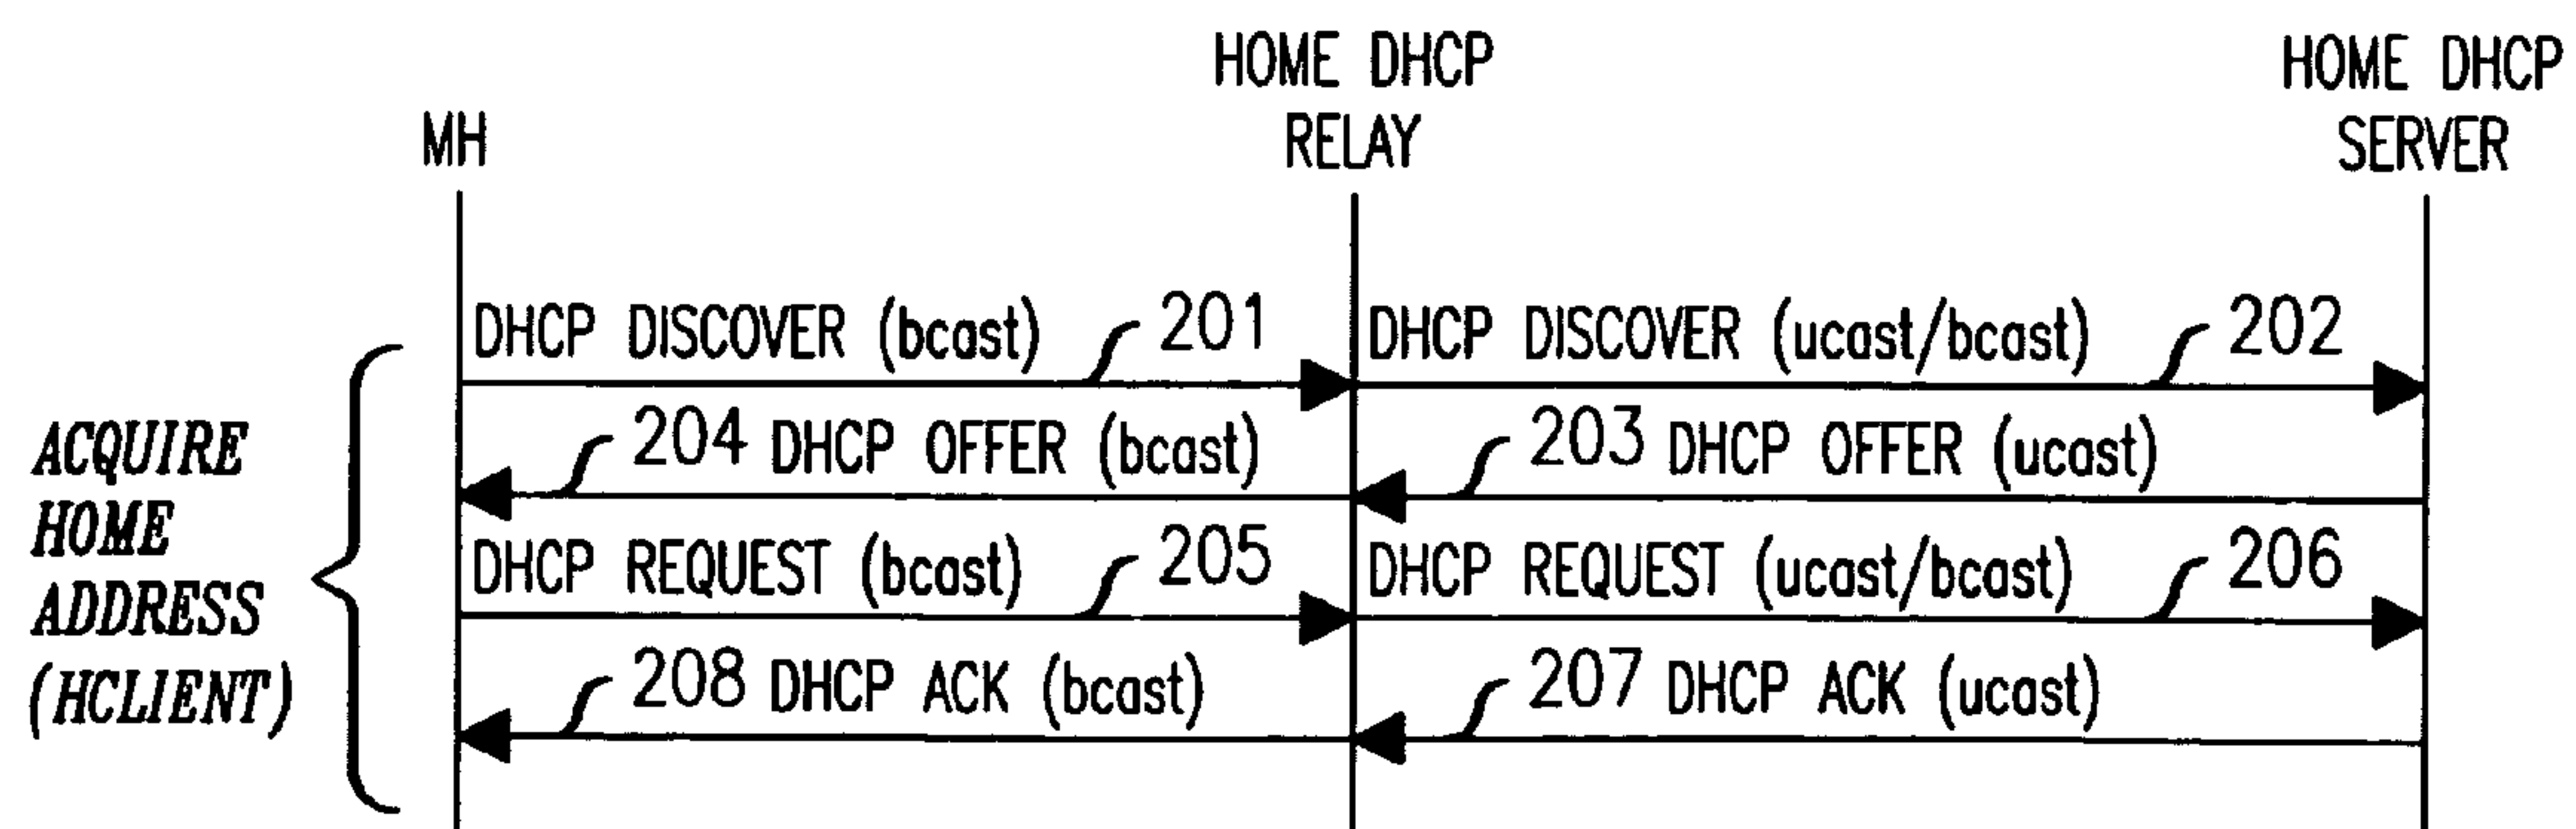 HOME DHCP
RELAY
HOME DHCP
SERVER
MH
DHCP DISCOVER (bcast) 201
DHCP DISCOVER (ucast/bcast) 202
204 DHCP OFFER (bcast)
203 DHCP OFFER (ucast)
DHCP REQUEST (bcast) 205
DHCP REQUEST (ucast/bcast) 206
208 DHCP ACK (bcast)
207 DHCP ACK (ucast)
ACQUIRE
HOME
ADDRESS
(HCLIENT)